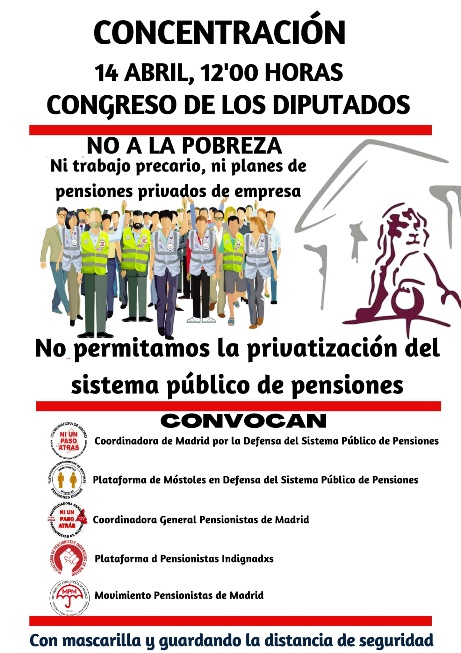 CONCENTRACIÓN
14 ABRIL, 12'00 HORAS
CONGRESO DE LOS DIPUTADOS
NO A LA POBREZA
Ni trabajo precario, ni planes de
pensiones privados de empresa
No permitamos la privatización del
sistema público de pensiones
CONVOCAN
NI UN
PASO
ATRÁS
Coordinadora de Madrid por la Defensa del Sistema Público de Pensiones
Plataforma de Móstoles en Defensa del Sistema Público de Pensiones
NI UN
PASO
ATRÁS
Coordinadora General Pensionistas de Madrid
Plataforma d Pensionistas Indignadxs
MPM
Movimiento Pensionistas de Madrid
Con mascarilla y guardando la distancia de seguridad